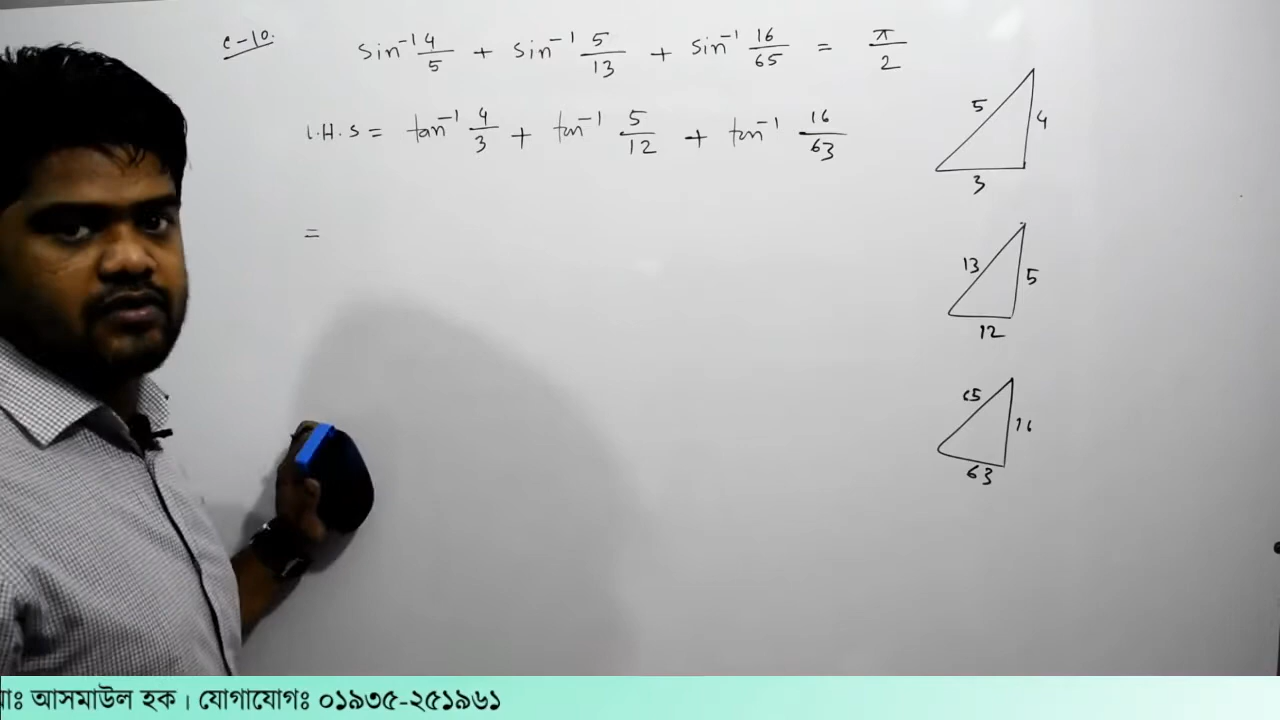 e-10.
sin⁻¹ 4/5 + sin⁻¹ 5/13 + sin⁻¹ 16/65 = π/2
L.H.S = tan⁻¹ 4/3 + tan⁻¹ 5/12 + tan⁻¹ 16/63
=
5 4
3
13 5
12
65 16
63
আসমাউল হক। যোগাযোগঃ ০১৯৩৫-২৫১৯৬১